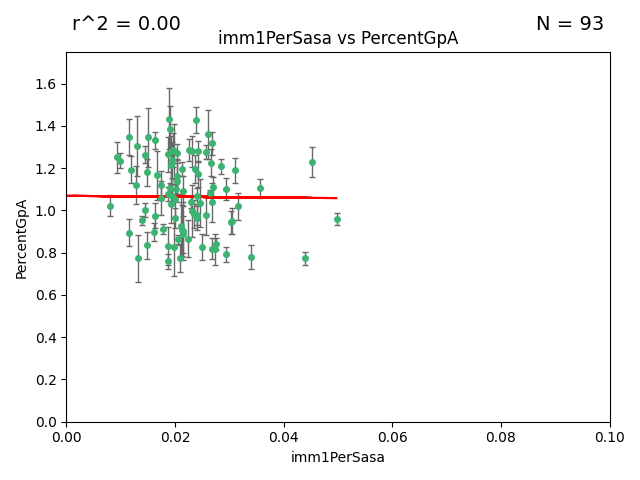 r^2 = 0.00
N = 93
imm1PerSasa vs PercentGpA
PercentGpA
1.6
1.4
1.2
1.0
0.8
0.6
0.4
0.2
0.0
0.00 0.02 0.04 0.06 0.08 0.10
imm1PerSasa